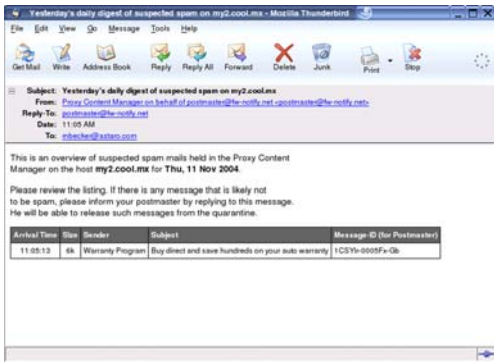 Yesterday's daily digest of suspected spam on my2.cool.mx - Mozilla Thunderbird
File Edit View Go Message Tools Help
Get Mail Write Address Book Reply Reply All Forward Delete Junk Print Stop
Subject: Yesterday's daily digest of suspected spam on my2.cool.mx
From: Proxy Content Manager on behalf of postmaster@fw-notify.net <postmaster@fw-notify.net>
Reply-To: postmaster@fw-notify.net
Date: 11:05 AM
To: mbecker@astaro.com
This is an overview of suspected spam mails held in the Proxy Content
Manager on the host my2.cool.mx for Thu, 11 Nov 2004.
Please review the listing. If there is any message that is likely not
to be spam, please inform your postmaster by replying to this message.
He will be able to release such messages from the quarantine.
Arrival Time Size Sender Subject Message-ID (for Postmaster)
11:05:13 6k Warranty Program Buy direct and save hundreds on your auto warranty